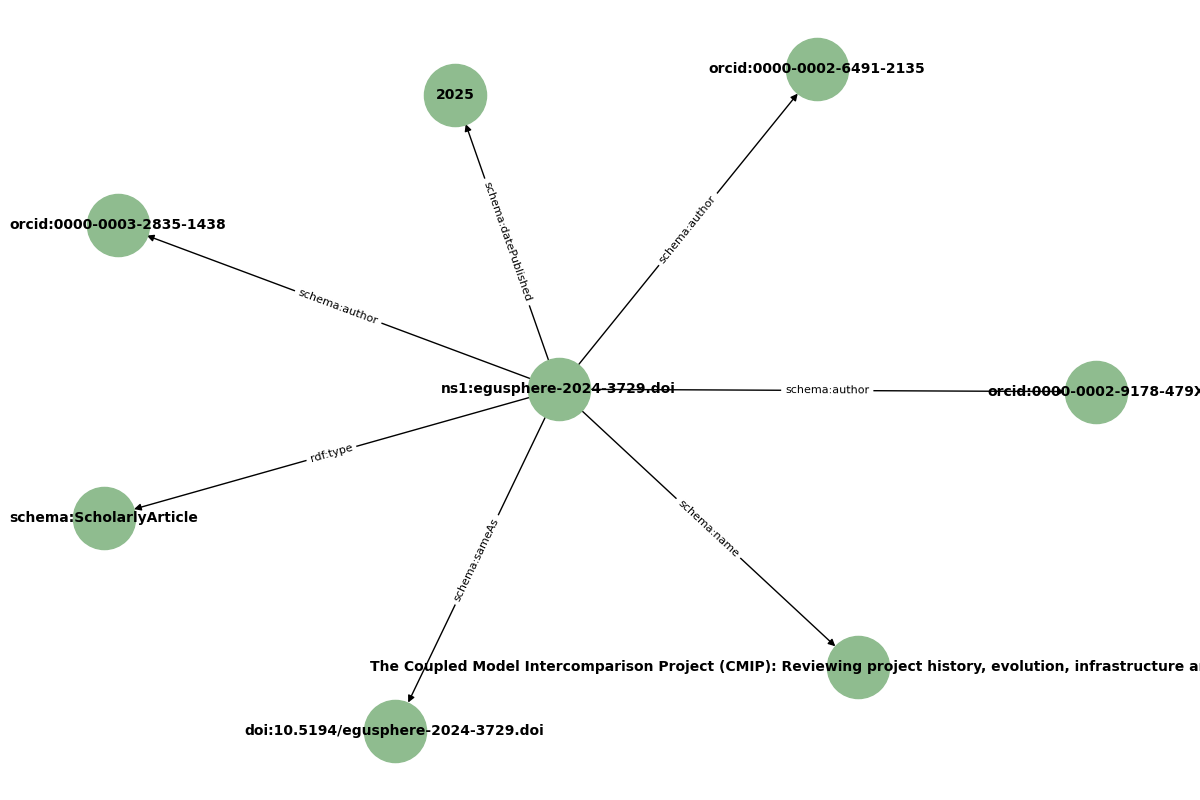 orcid:0000-0002-6491-2135
2025
schema:datePublished
schema:author
orcid:0000-0003-2835-1438
schema:author
ns1:egusphere-2024-3729.doi
schema:author
orcid:0000-0002-9178-479X
rdf:type
schema:ScholarlyArticle
schema:sameAs
schema:name
The Coupled Model Intercomparison Project (CMIP): Reviewing project history, evolution, infrastructure
doi:10.5194/egusphere-2024-3729.doi